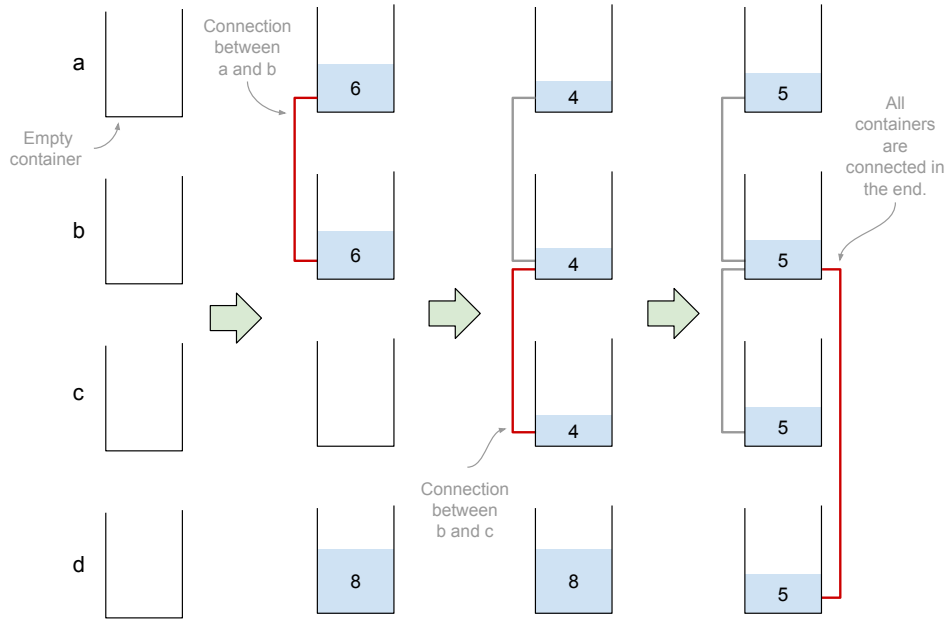 a
Connection
between
a and b
6
4
5
All
containers
are
connected in
the end.
Empty
container
b
6
4
5
c
4
5
Connection
between
b and c
d
8
8
5